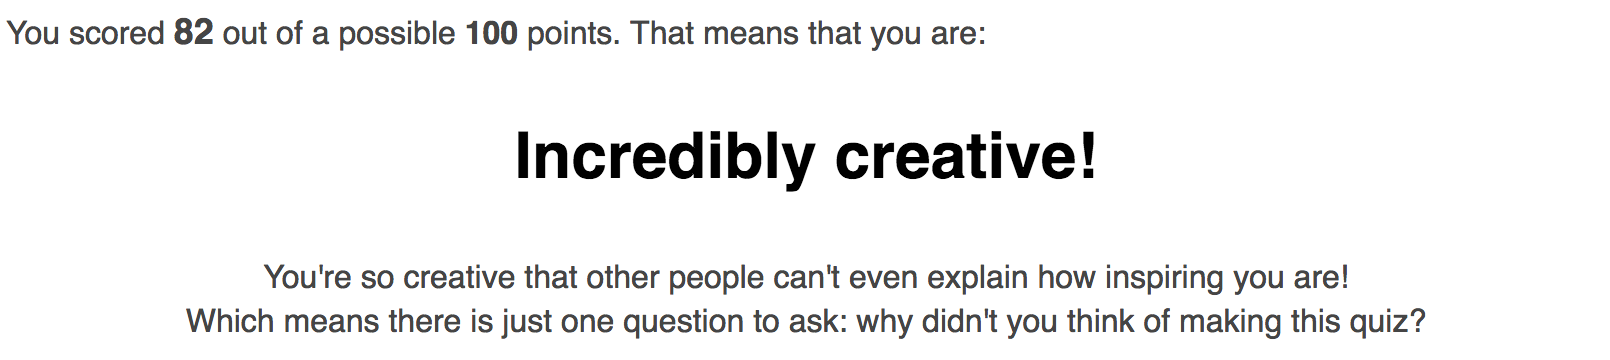 You scored 82 out of a possible 100 points. That means that you are:
Incredibly creative!
You're so creative that other people can't even explain how inspiring you are!
Which means there is just one question to ask: why didn't you think of making this quiz?